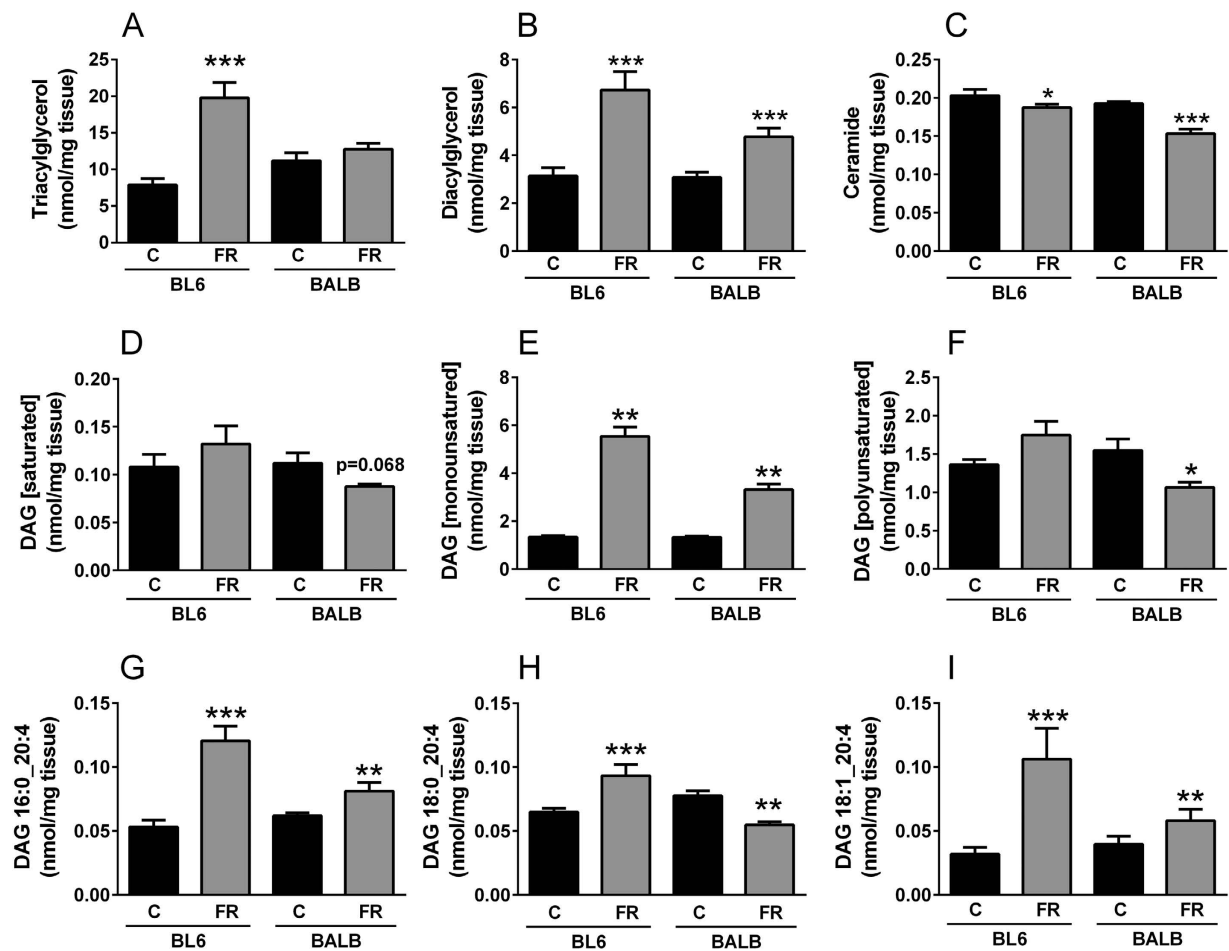 A
Triacylglycerol
(nmol/mg tissue)
25
20
15
10
5
0
***
C FR C FR
BL6 BALB
B
Diacylglycerol
(nmol/mg tissue)
8
6
4
2
0
***
***
C FR C FR
BL6 BALB
C
Ceramide
(nmol/mg tissue)
0.25
0.20
0.15
0.10
0.05
0.00
*
***
C FR C FR
BL6 BALB
D
DAG [saturated]
(nmol/mg tissue)
0.20
0.15
0.10
0.05
0.00
p=0.068
C FR C FR
BL6 BALB
E
DAG [monounsatured]
(nmol/mg tissue)
8
6
4
2
0
**
**
C FR C FR
BL6 BALB
F
DAG [polyunsaturated]
(nmol/mg tissue)
2.5
2.0
1.5
1.0
0.5
0.0
*
C FR C FR
BL6 BALB
G
DAG 16:0_20:4
(nmol/mg tissue)
0.15
0.10
0.05
0.00
***
**
C FR C FR
BL6 BALB
H
DAG 18:0_20:4
(nmol/mg tissue)
0.15
0.10
0.05
0.00
***
**
C FR C FR
BL6 BALB
I
DAG 18:1_20:4
(nmol/mg tissue)
0.15
0.10
0.05
0.00
***
**
C FR C FR
BL6 BALB